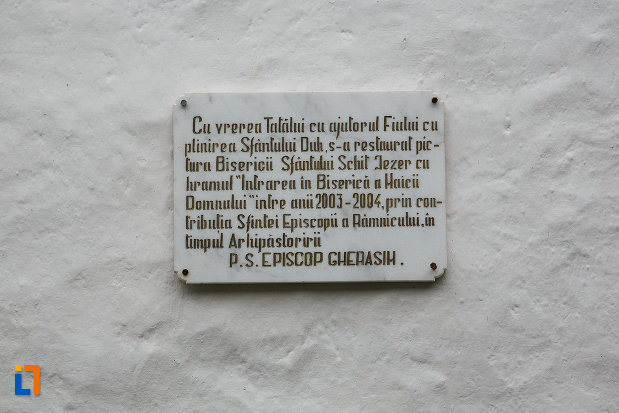 Cu vrerea Tatălui cu ajutorul Fiului cu
plinirea Sfântului Duh, s-a restaurat pic-
tura Bisericii Sfântului Schit Jezer cu
hramul "Intrarea în Biserică a Maicii
Domnului" între anii 2003-2004, prin con-
tribuția Sfintei Episcopii a Râmnicului, în
timpul Arhipăstoririi
P.S. EPISCOP GHERASIM.